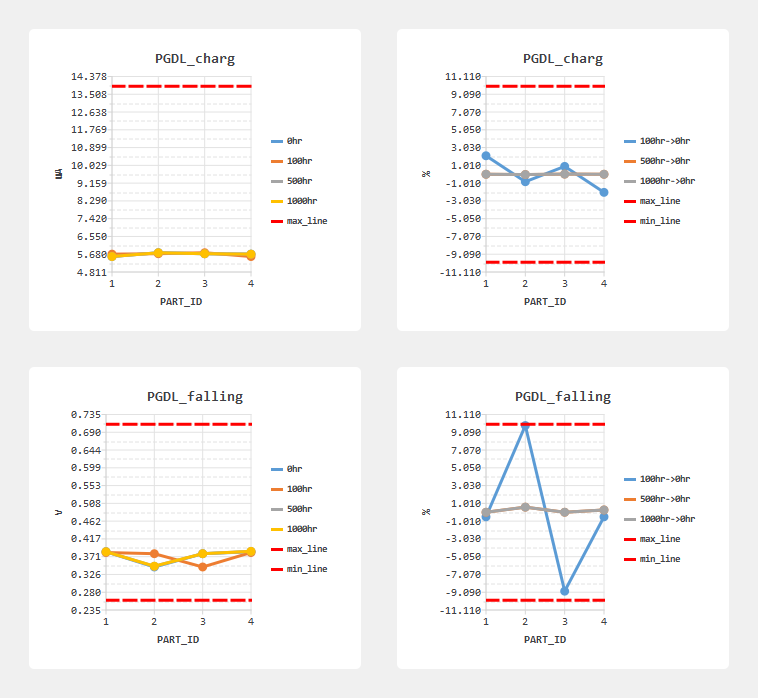 PGDL_charg
14.378
13.508
12.638
11.769
10.899
10.029
9.159
8.290
7.420
6.550
5.680
4.811
1 2 3 4
PART_ID
0hr
100hr
500hr
1000hr
max_line
PGDL_charg
%
11.110
9.090
7.070
5.050
3.030
1.010
-1.010
-3.030
-5.050
-7.070
-9.090
-11.110
1 2 3 4
PART_ID
100hr->0hr
500hr->0hr
1000hr->0hr
max_line
min_line
PGDL_falling
A
0.735
0.690
0.644
0.599
0.553
0.508
0.462
0.417
0.371
0.326
0.280
0.235
1 2 3 4
PART_ID
0hr
100hr
500hr
1000hr
max_line
min_line
PGDL_falling
%
11.110
9.090
7.070
5.050
3.030
1.010
-1.010
-3.030
-5.050
-7.070
-9.090
-11.110
1 2 3 4
PART_ID
100hr->0hr
500hr->0hr
1000hr->0hr
max_line
min_line